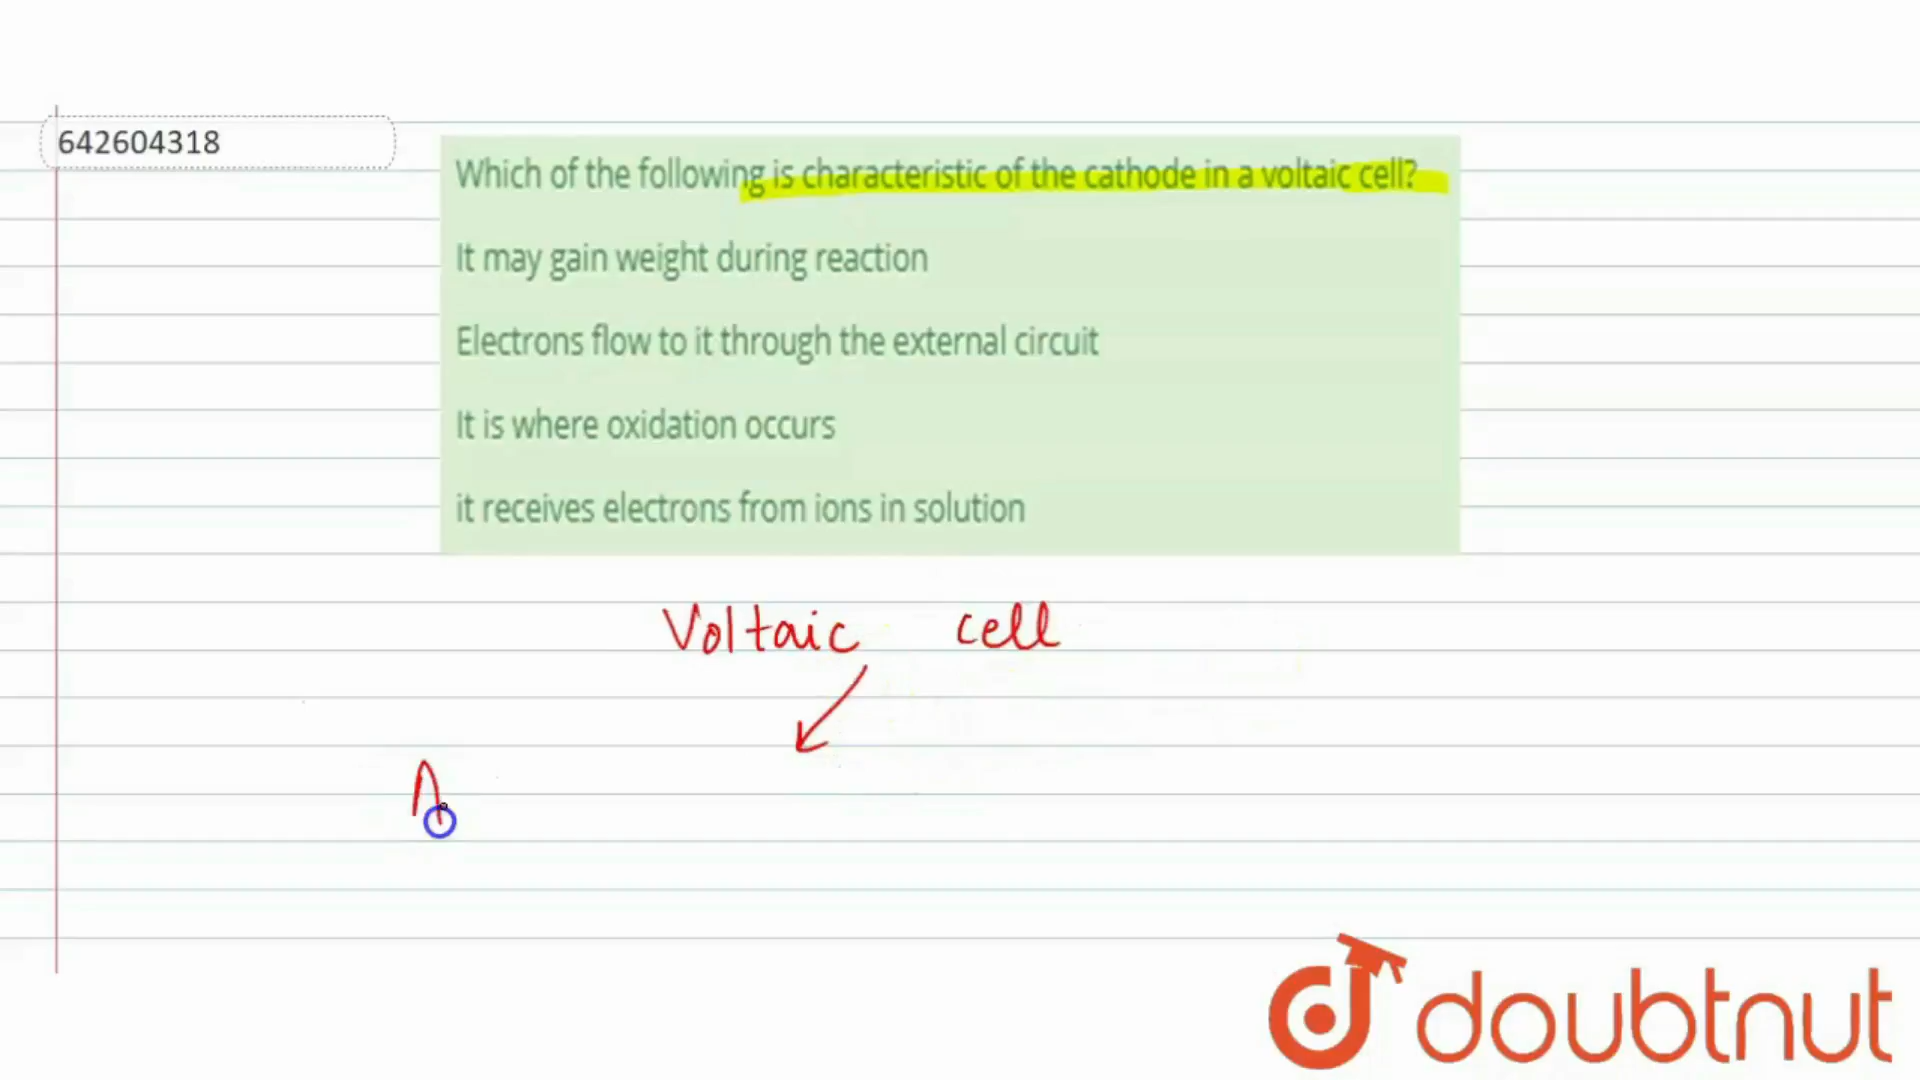 642604318
Which of the following is characteristic of the cathode in a voltaic cell?
It may gain weight during reaction
Electrons flow to it through the external circuit
It is where oxidation occurs
it receives electrons from ions in solution
Voltaic cell
doubtnut